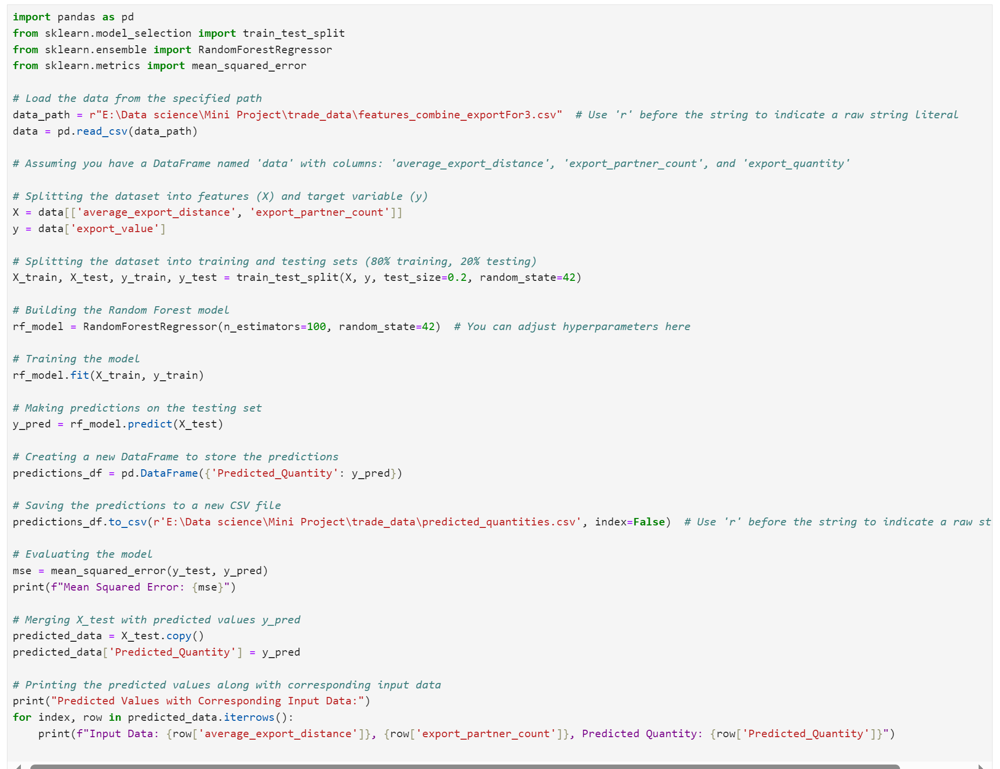 import pandas as pd
from sklearn.model_selection import train_test_split
from sklearn.ensemble import RandomForestRegressor
from sklearn.metrics import mean_squared_error

# Load the data from the specified path
data_path = r"E:\Data science\Mini Project\trade_data\features_combine_exportFor3.csv"  # Use 'r' before the string to indicate a raw string literal
data = pd.read_csv(data_path)

# Assuming you have a DataFrame named 'data' with columns: 'average_export_distance', 'export_partner_count', and 'export_quantity'

# Splitting the dataset into features (X) and target variable (y)
X = data[['average_export_distance', 'export_partner_count']]
y = data['export_value']

# Splitting the dataset into training and testing sets (80% training, 20% testing)
X_train, X_test, y_train, y_test = train_test_split(X, y, test_size=0.2, random_state=42)

# Building the Random Forest model
rf_model = RandomForestRegressor(n_estimators=100, random_state=42)  # You can adjust hyperparameters here

# Training the model
rf_model.fit(X_train, y_train)

# Making predictions on the testing set
y_pred = rf_model.predict(X_test)

# Creating a new DataFrame to store the predictions
predictions_df = pd.DataFrame({'Predicted_Quantity': y_pred})

# Saving the predictions to a new CSV file
predictions_df.to_csv(r'E:\Data science\Mini Project\trade_data\predicted_quantities.csv', index=False)  # Use 'r' before the string to indicate a raw st

# Evaluating the model
mse = mean_squared_error(y_test, y_pred)
print(f"Mean Squared Error: {mse}")

# Merging X_test with predicted values y_pred
predicted_data = X_test.copy()
predicted_data['Predicted_Quantity'] = y_pred

# Printing the predicted values along with corresponding input data
print("Predicted Values with Corresponding Input Data:")
for index, row in predicted_data.iterrows():
    print(f"Input Data: {row['average_export_distance']}, {row['export_partner_count']}, Predicted Quantity: {row['Predicted_Quantity']}")